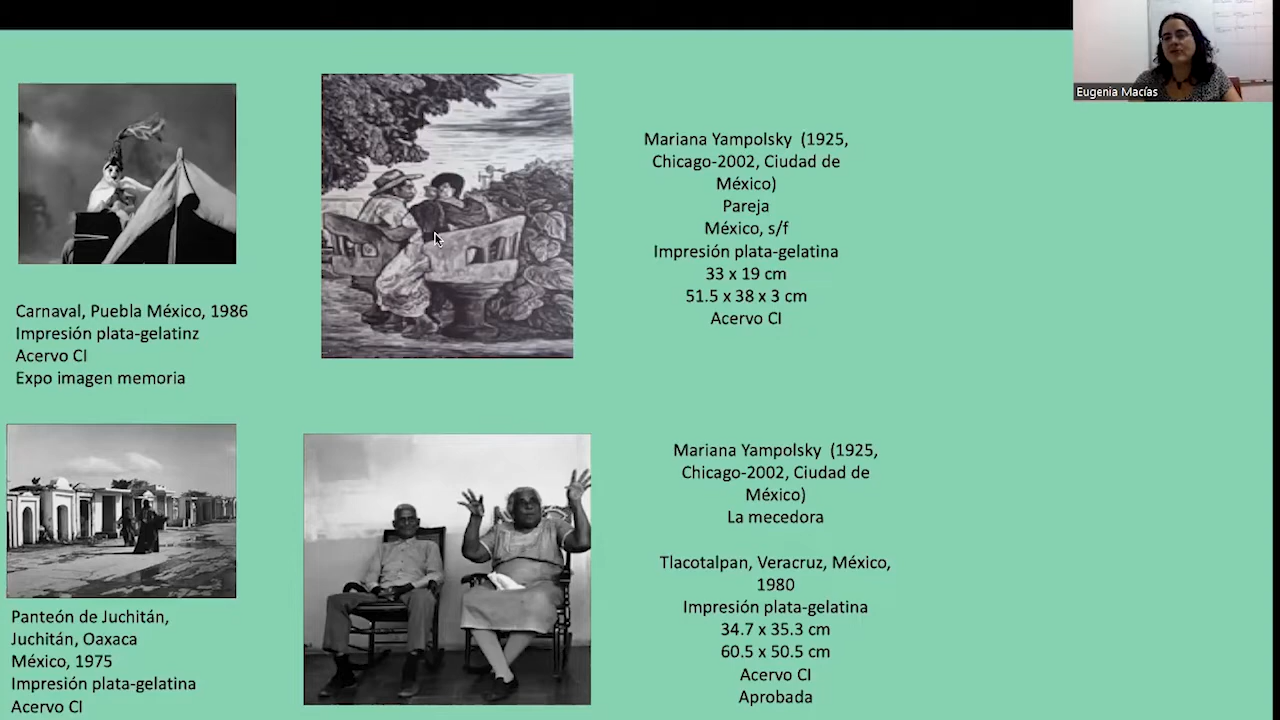 Eugenia Macías
Mariana Yampolsky (1925,
Chicago-2002, Ciudad de
México)
Pareja
México, s/f
Impresión plata-gelatina
33 x 19 cm
51.5 x 38 x 3 cm
Acervo CI
Carnaval, Puebla México, 1986
Impresión plata-gelatinz
Acervo CI
Expo imagen memoria
Mariana Yampolsky (1925,
Chicago-2002, Ciudad de
México)
La mecedora
Tlacotalpan, Veracruz, México,
1980
Impresión plata-gelatina
34.7 x 35.3 cm
60.5 x 50.5 cm
Acervo CI
Aprobada
Panteón de Juchitán,
Juchitán, Oaxaca
México, 1975
Impresión plata-gelatina
Acervo CI